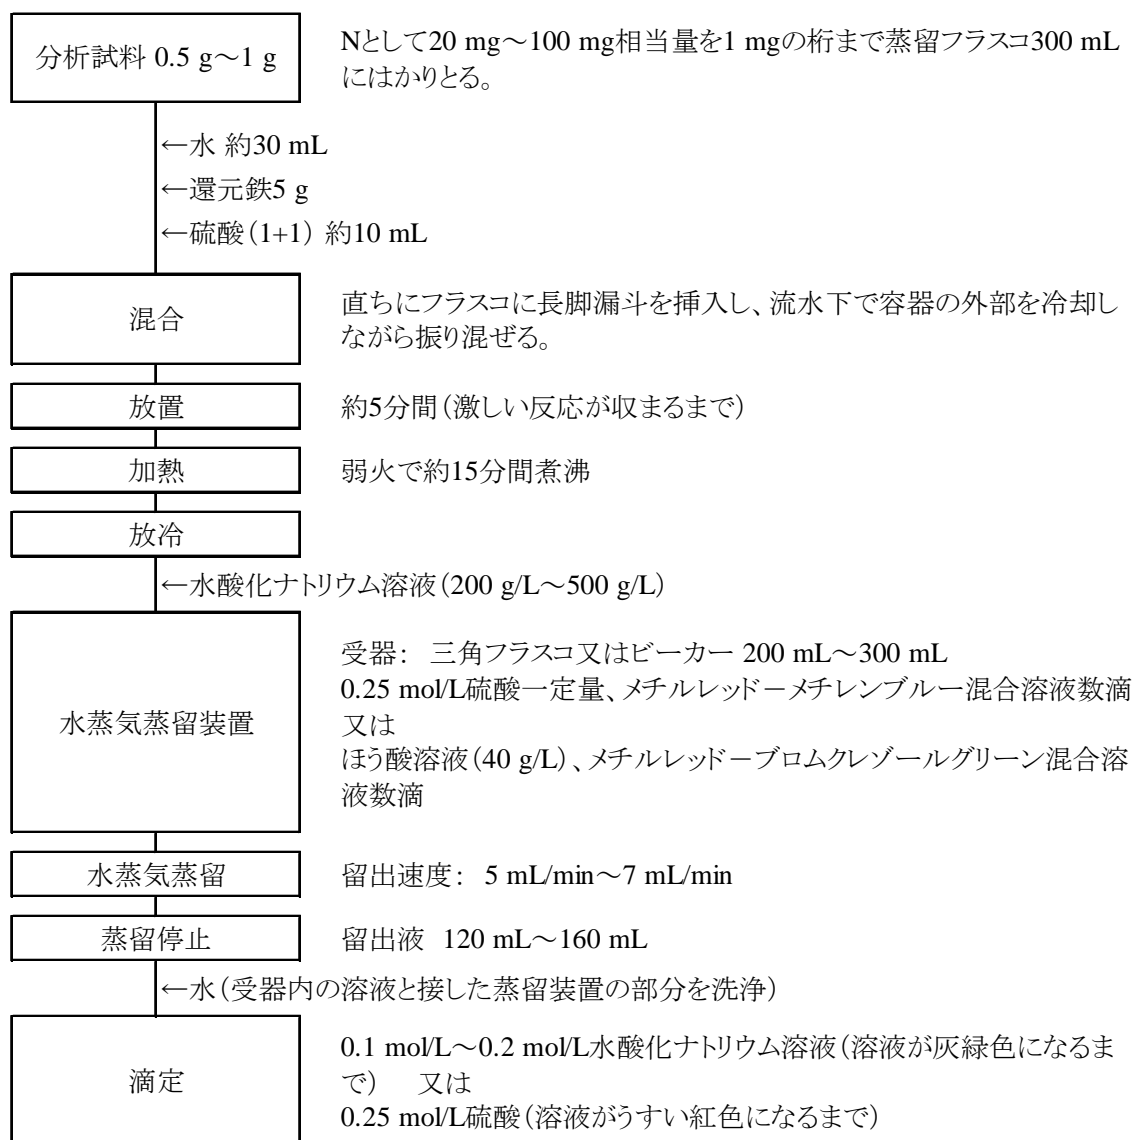 分析試料 0.5 g～1 g
Nとして20 mg～100 mg相当量を1 mgの桁まで蒸留フラスコ300 mL
にはかりとる。
←水 約30 mL
←還元鉄5 g
←硫酸（1+1） 約10 mL
混合
直ちにフラスコに長脚漏斗を挿入し、流水下で容器の外部を冷却し
ながら振り混ぜる。
放置
約5分間（激しい反応が収まるまで）
加熱
弱火で約15分間煮沸
放冷
←水酸化ナトリウム溶液（200 g/L～500 g/L）
水蒸気蒸留装置
受器： 三角フラスコ又はビーカー 200 mL～300 mL
0.25 mol/L硫酸一定量、メチルレッド－メチレンブルー混合溶液数滴
又は
ほう酸溶液（40 g/L）、メチルレッド－ブロムクレゾールグリーン混合溶
液数滴
水蒸気蒸留
留出速度： 5 mL/min～7 mL/min
蒸留停止
留出液 120 mL～160 mL
←水（受器内の溶液と接した蒸留装置の部分を洗浄）
滴定
0.1 mol/L～0.2 mol/L水酸化ナトリウム溶液（溶液が灰緑色になるま
で） 又は
0.25 mol/L硫酸（溶液がうすい紅色になるまで）